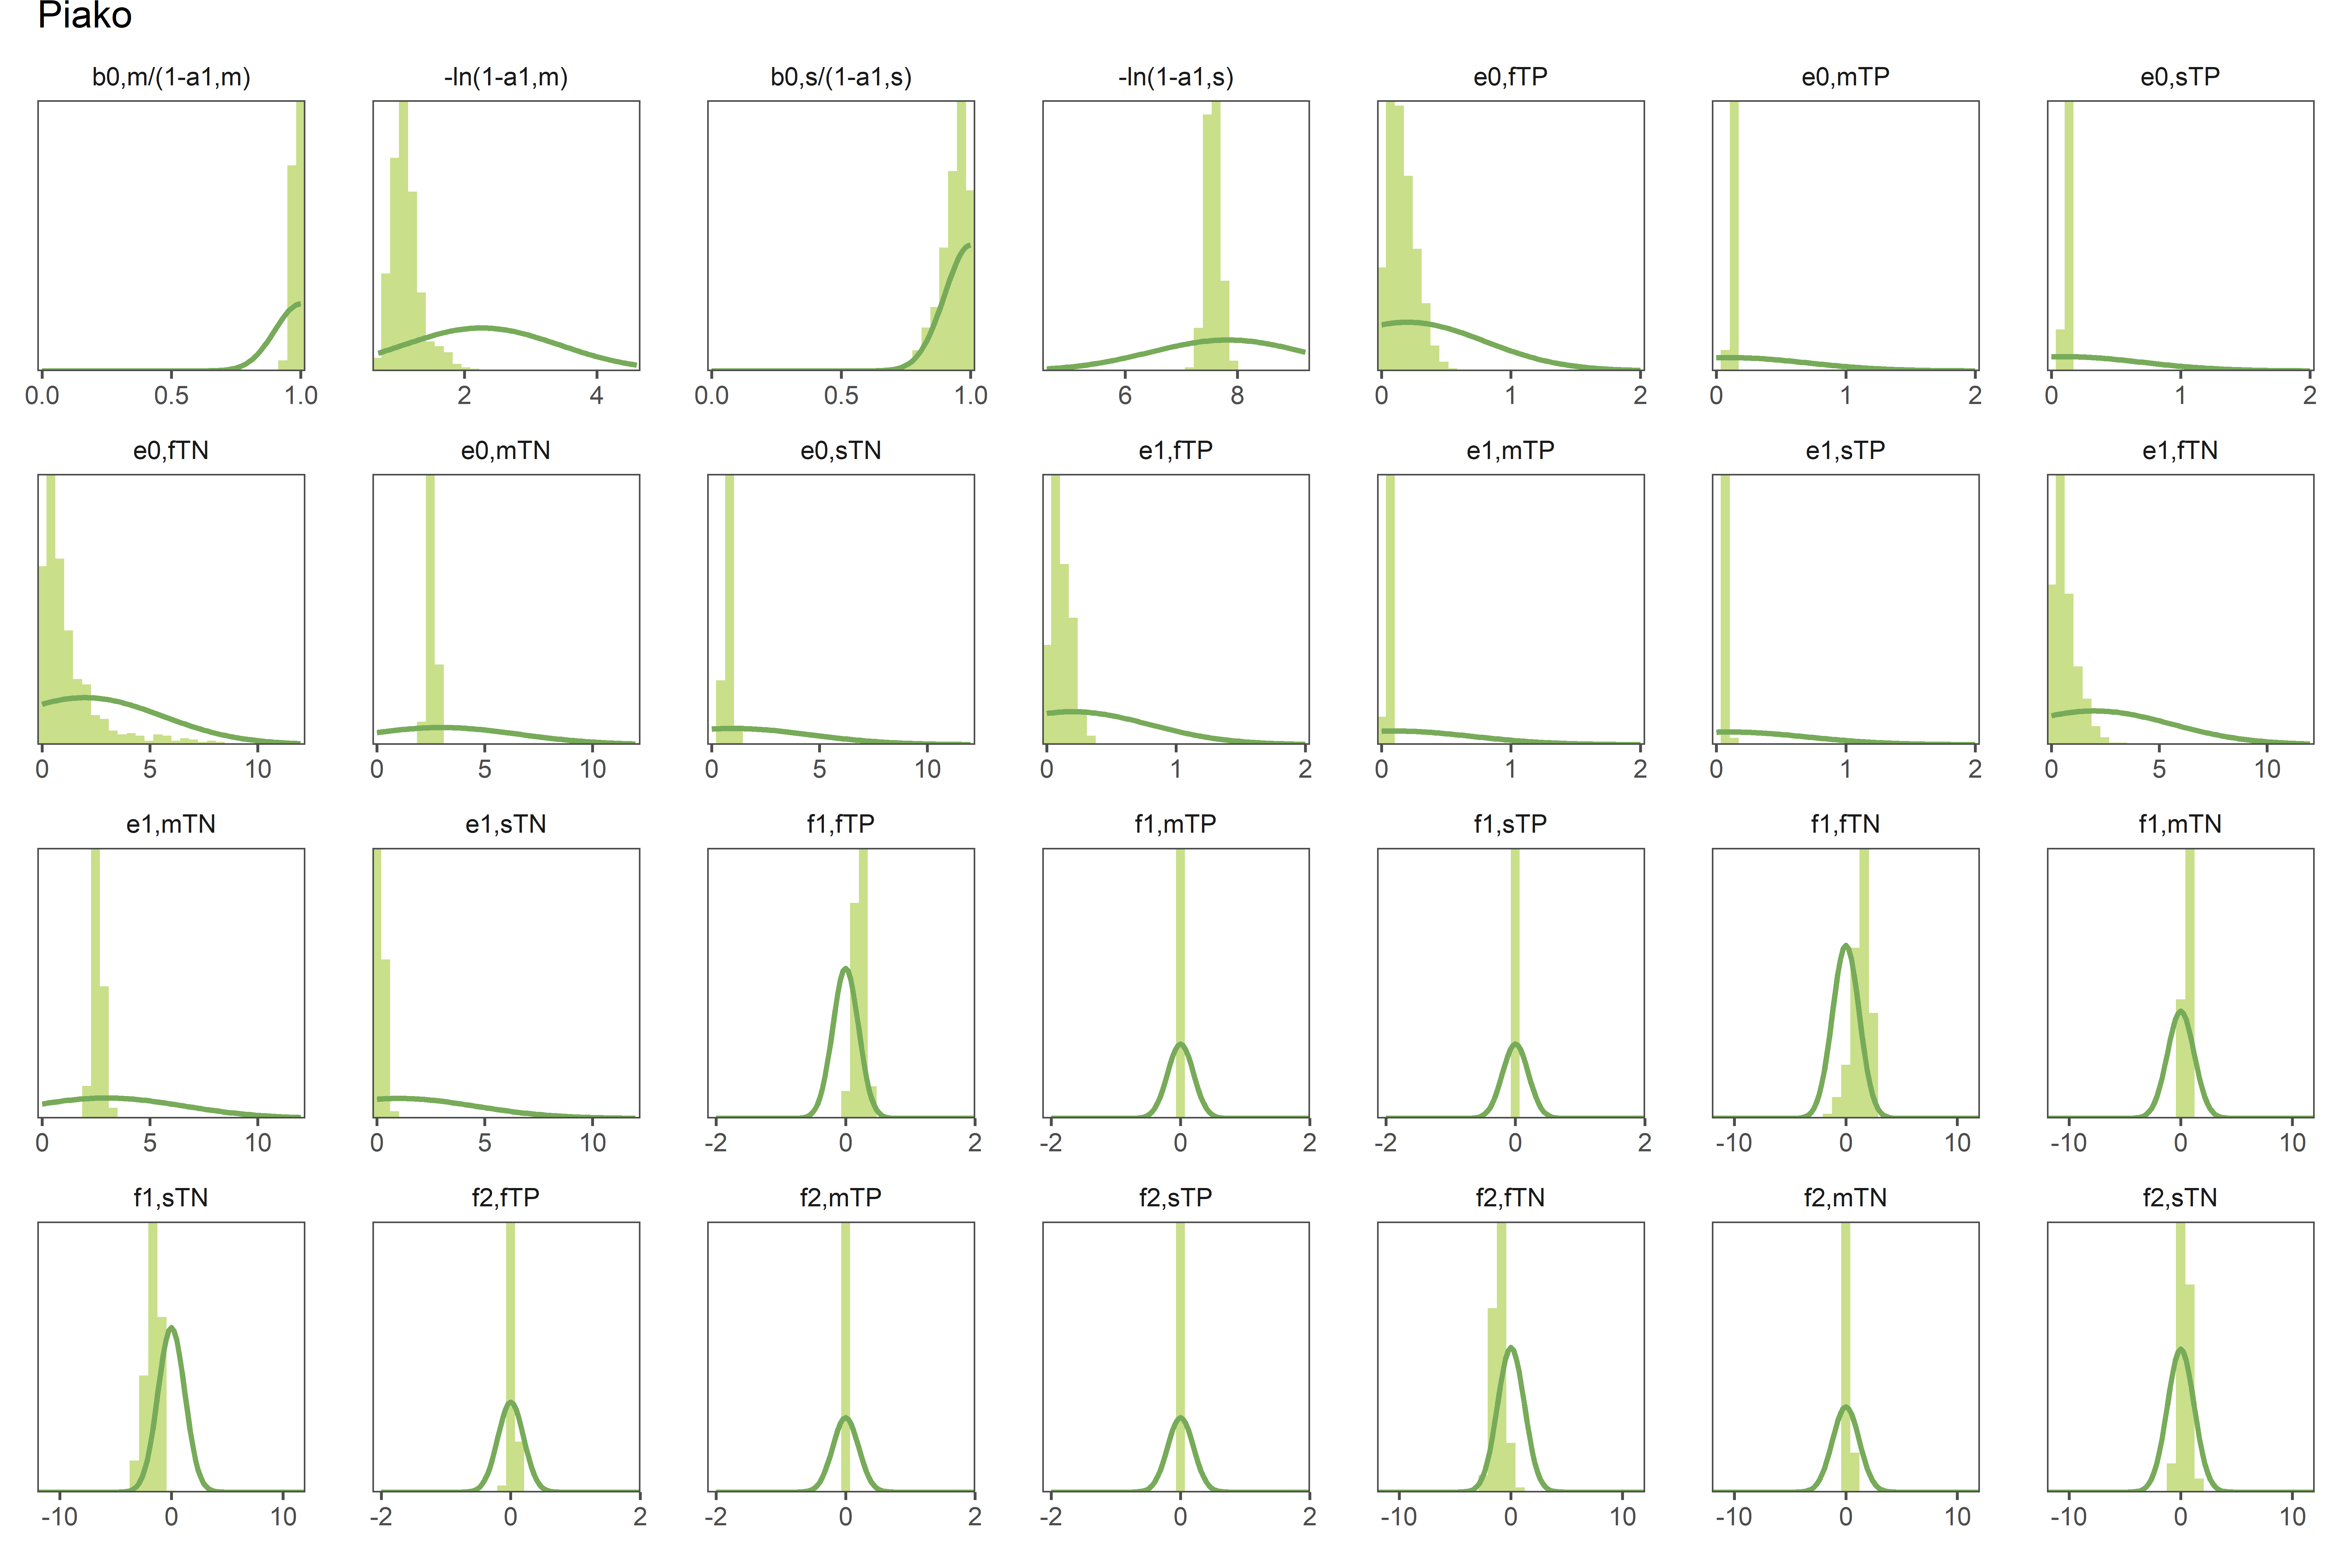 Piako
b0,m/(1-a1,m) -ln(1-a1,m) b0,s/(1-a1,s) -ln(1-a1,s) e0,fTP e0,mTP e0,sTP
0.0 0.5 1.0 2 4 0.0 0.5 1.0 6 8 0 1 2 0 1 2 0 1 2
e0,fTN e0,mTN e0,sTN e1,fTP e1,mTP e1,sTP e1,fTN
0 5 10 0 5 10 0 5 10 0 1 2 0 1 2 0 1 2 0 5 10
e1,mTN e1,sTN f1,fTP f1,mTP f1,sTP f1,fTN f1,mTN
0 5 10 0 5 10 -2 0 2 -2 0 2 -2 0 2 -10 0 10 -10 0 10
f1,sTN f2,fTP f2,mTP f2,sTP f2,fTN f2,mTN f2,sTN
-10 0 10 -2 0 2 -2 0 2 -2 0 2 -10 0 10 -10 0 10 -10 0 10